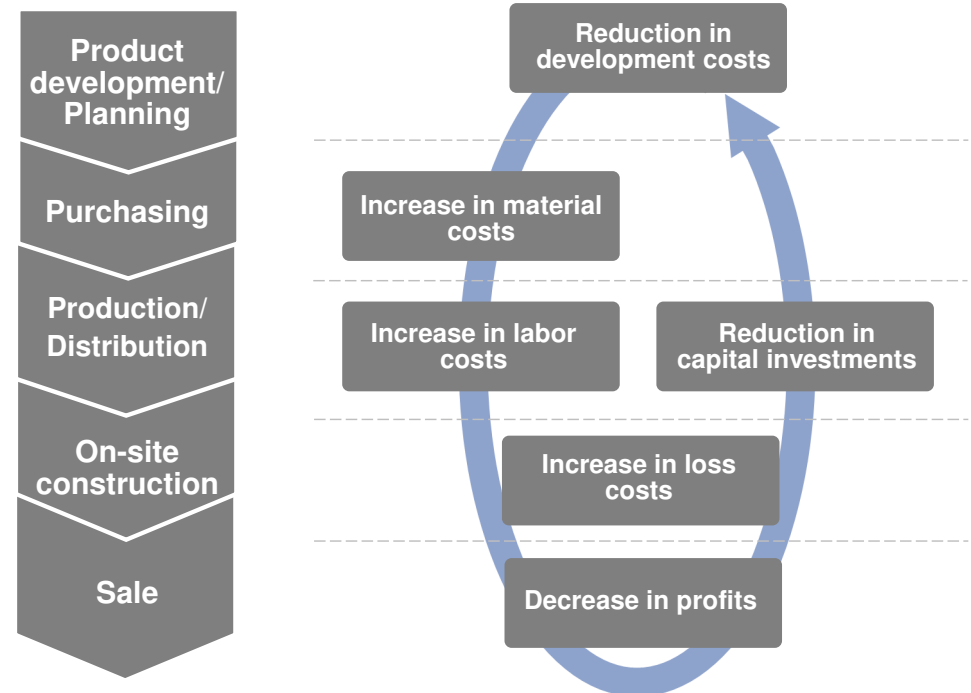 Product
development/
Planning
Purchasing
Production/
Distribution
On-site
construction
Sale
Reduction in
development costs
Increase in material
costs
Increase in labor
costs
Reduction in
capital investments
Increase in loss
costs
Decrease in profits